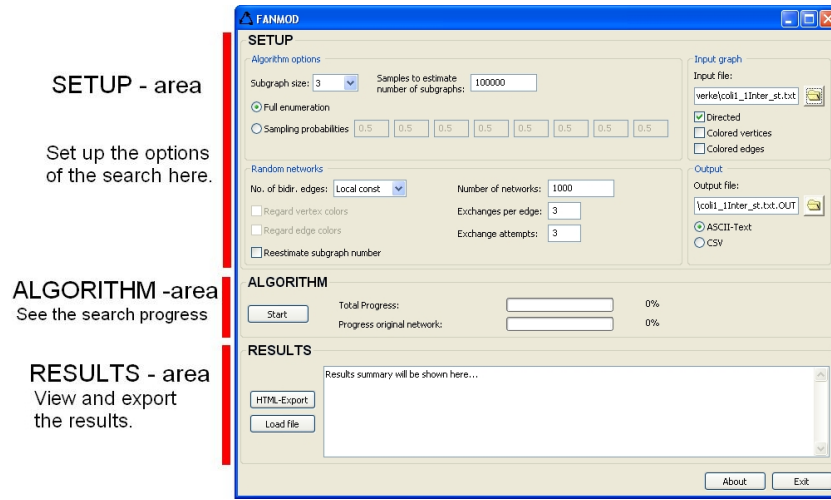 FANMOD
SETUP - area
Set up the options
of the search here.
ALGORITHM -area
See the search progress
RESULTS - area
View and export
the results.
SETUP
Algorithm options
Subgraph size: 3
Samples to estimate
number of subgraphs: 100000
Full enumeration
Sampling probabilities 0.5 0.5 0.5 0.5 0.5 0.5 0.5 0.5
Input graph
Input file:
verke\coli1_1Inter_st.txt
Directed
Colored vertices
Colored edges
Random networks
No. of bidir. edges: Local const
Number of networks: 1000
Regard vertex colors
Exchanges per edge: 3
Regard edge colors
Exchange attempts: 3
Reestimate subgraph number
Output
Output file:
\coli1_1Inter_st.txt.OUT
ASCII-Text
CSV
ALGORITHM
Start
Total Progress: 0%
Progress original network: 0%
RESULTS
Results summary will be shown here...
HTML-Export
Load file
About Exit